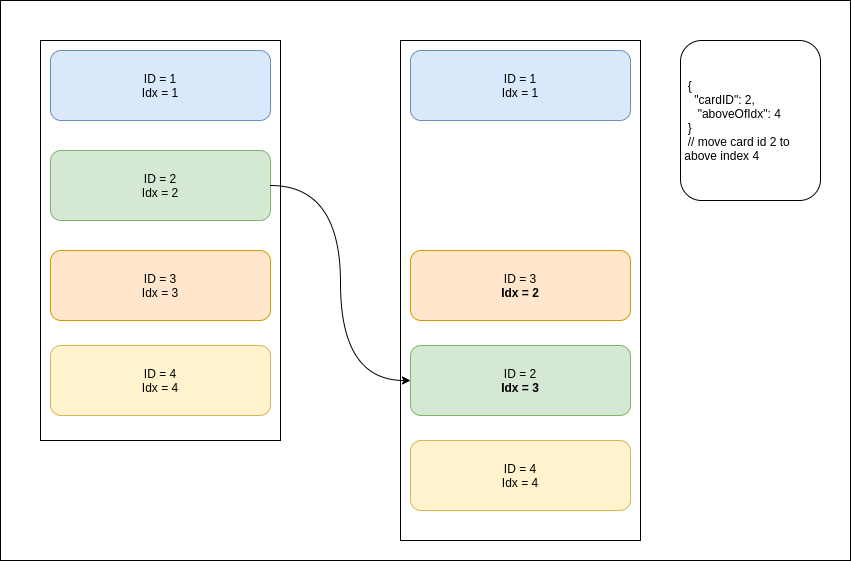 ID = 1
Idx = 1
ID = 2
Idx = 2
ID = 3
Idx = 3
ID = 4
Idx = 4
ID = 1
Idx = 1
ID = 3
Idx = 2
ID = 2
Idx = 3
ID = 4
Idx = 4
{
"cardID": 2,
"aboveOfIdx": 4
}
// move card id 2 to
above index 4